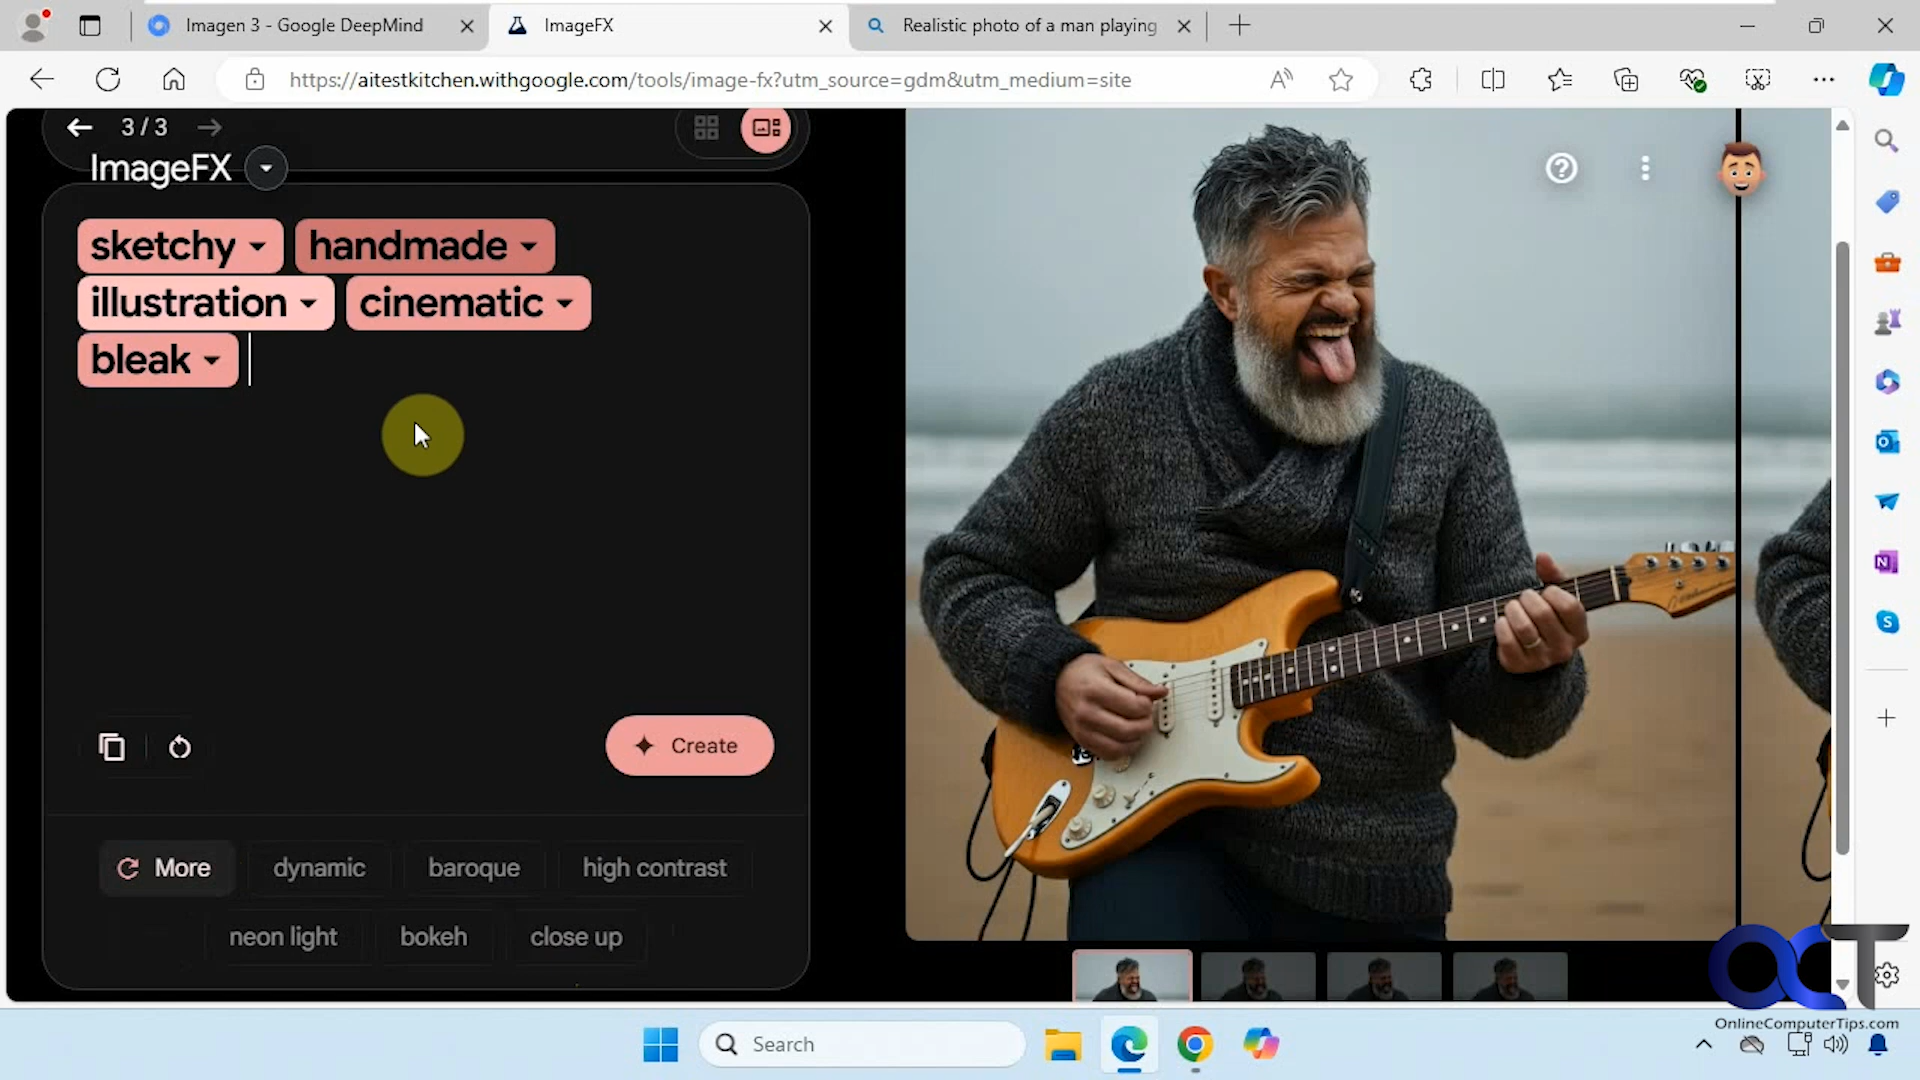 Imagen 3 - Google DeepMind
ImageFX
Realistic photo of a man playing
https://aitestkitchen.withgoogle.com/tools/image-fx?utm_source=gdm&utm_medium=site
3 / 3
ImageFX
sketchy handmade
illustration cinematic
bleak
Create
More dynamic baroque high contrast
neon light bokeh close up
OCT
OnlineComputerTips.com
Search